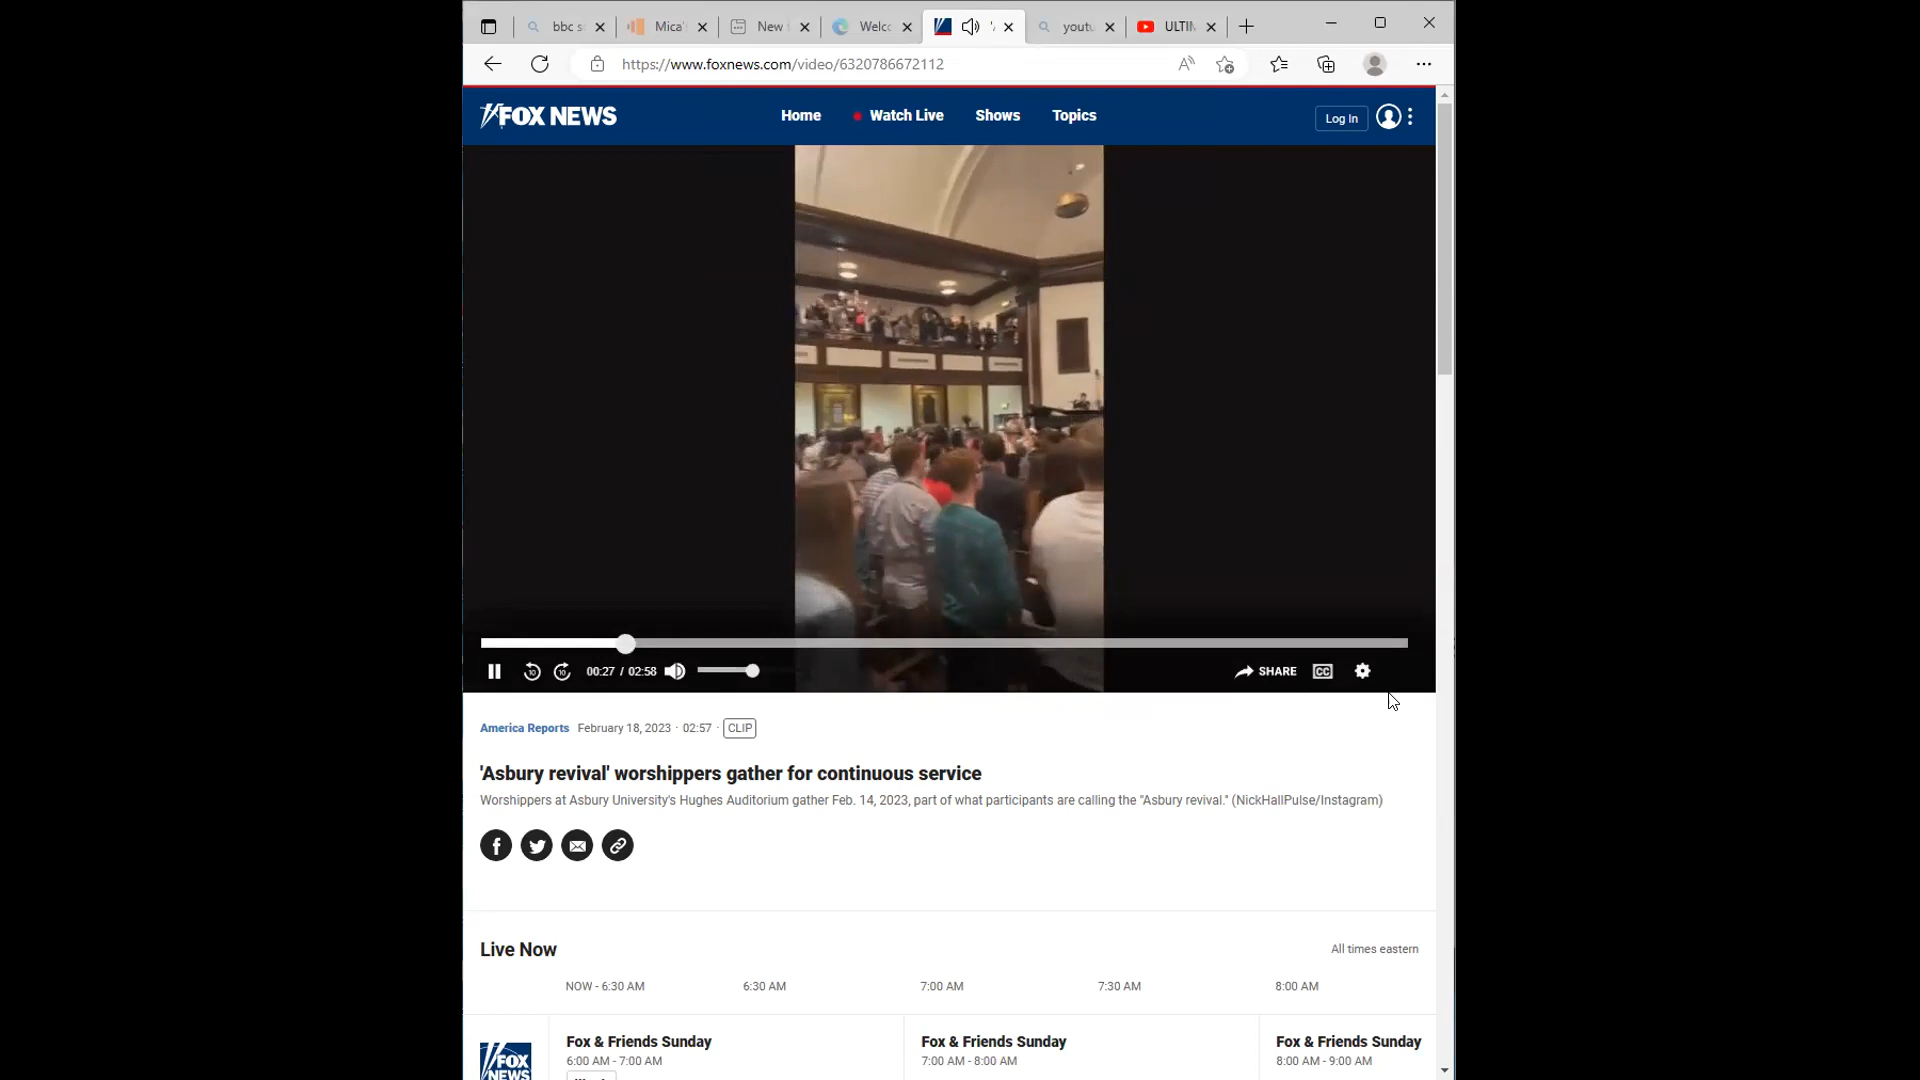 bbc s
Mica'
New
Welc
youtu
ULTI
https://www.foxnews.com/video/6320786672112
FOX NEWS
Home
Watch Live
Shows
Topics
Log In
10
10
00:27 / 02:58
SHARE
CC
America Reports February 18, 2023 · 02:57 · CLIP
'Asbury revival' worshippers gather for continuous service
Worshippers at Asbury University's Hughes Auditorium gather Feb. 14, 2023, part of what participants are calling the "Asbury revival." (NickHallPulse/Instagram)
Live Now
All times eastern
NOW - 6:30 AM
6:30 AM
7:00 AM
7:30 AM
8:00 AM
FOX
NEWS
Fox & Friends Sunday
6:00 AM - 7:00 AM
Fox & Friends Sunday
7:00 AM - 8:00 AM
Fox & Friends Sunday
8:00 AM - 9:00 AM